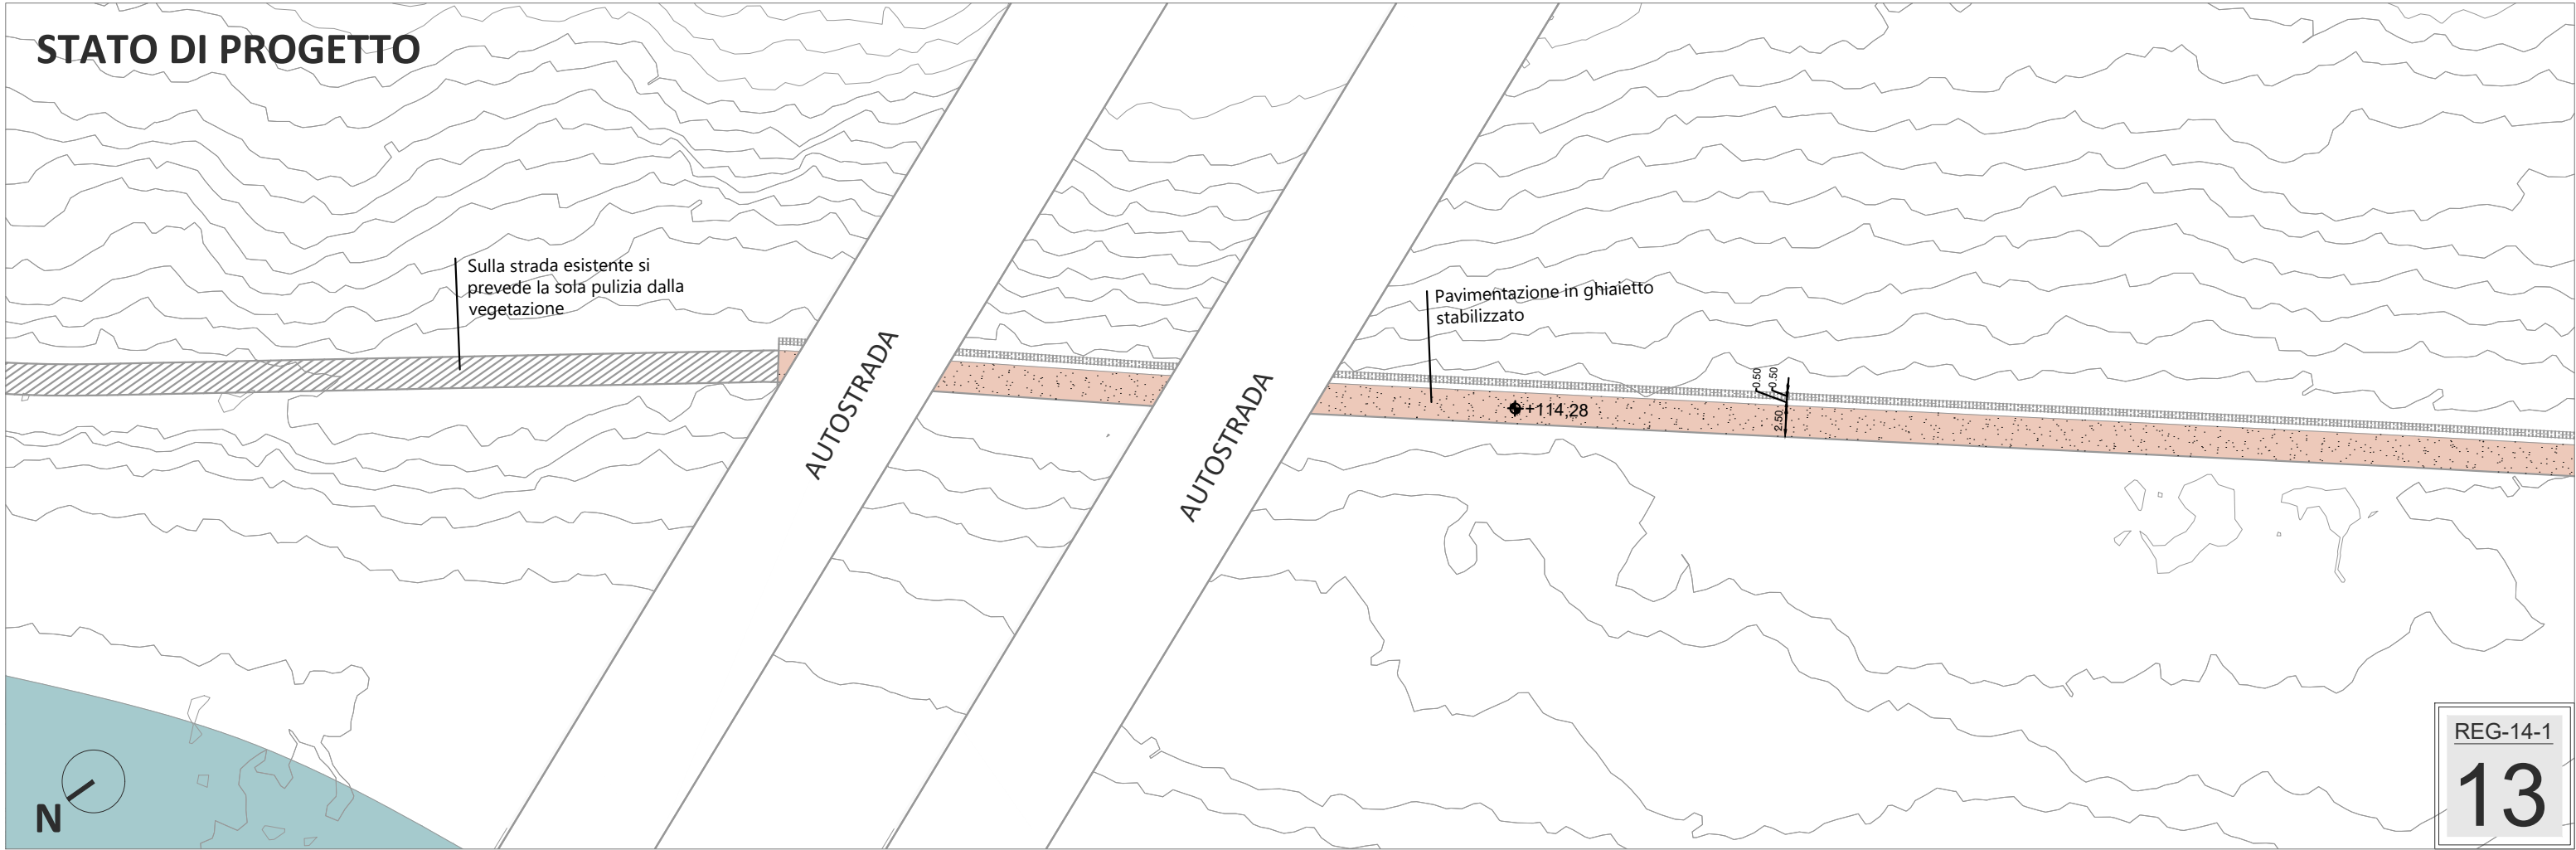 STATO DI PROGETTO
Sulla strada esistente si
prevede la sola pulizia dalla
vegetazione
AUTOSTRADA
AUTOSTRADA
Pavimentazione in ghiaietto
stabilizzato
+114,28
0.50
0.50
2.50
N
REG-14-1
13